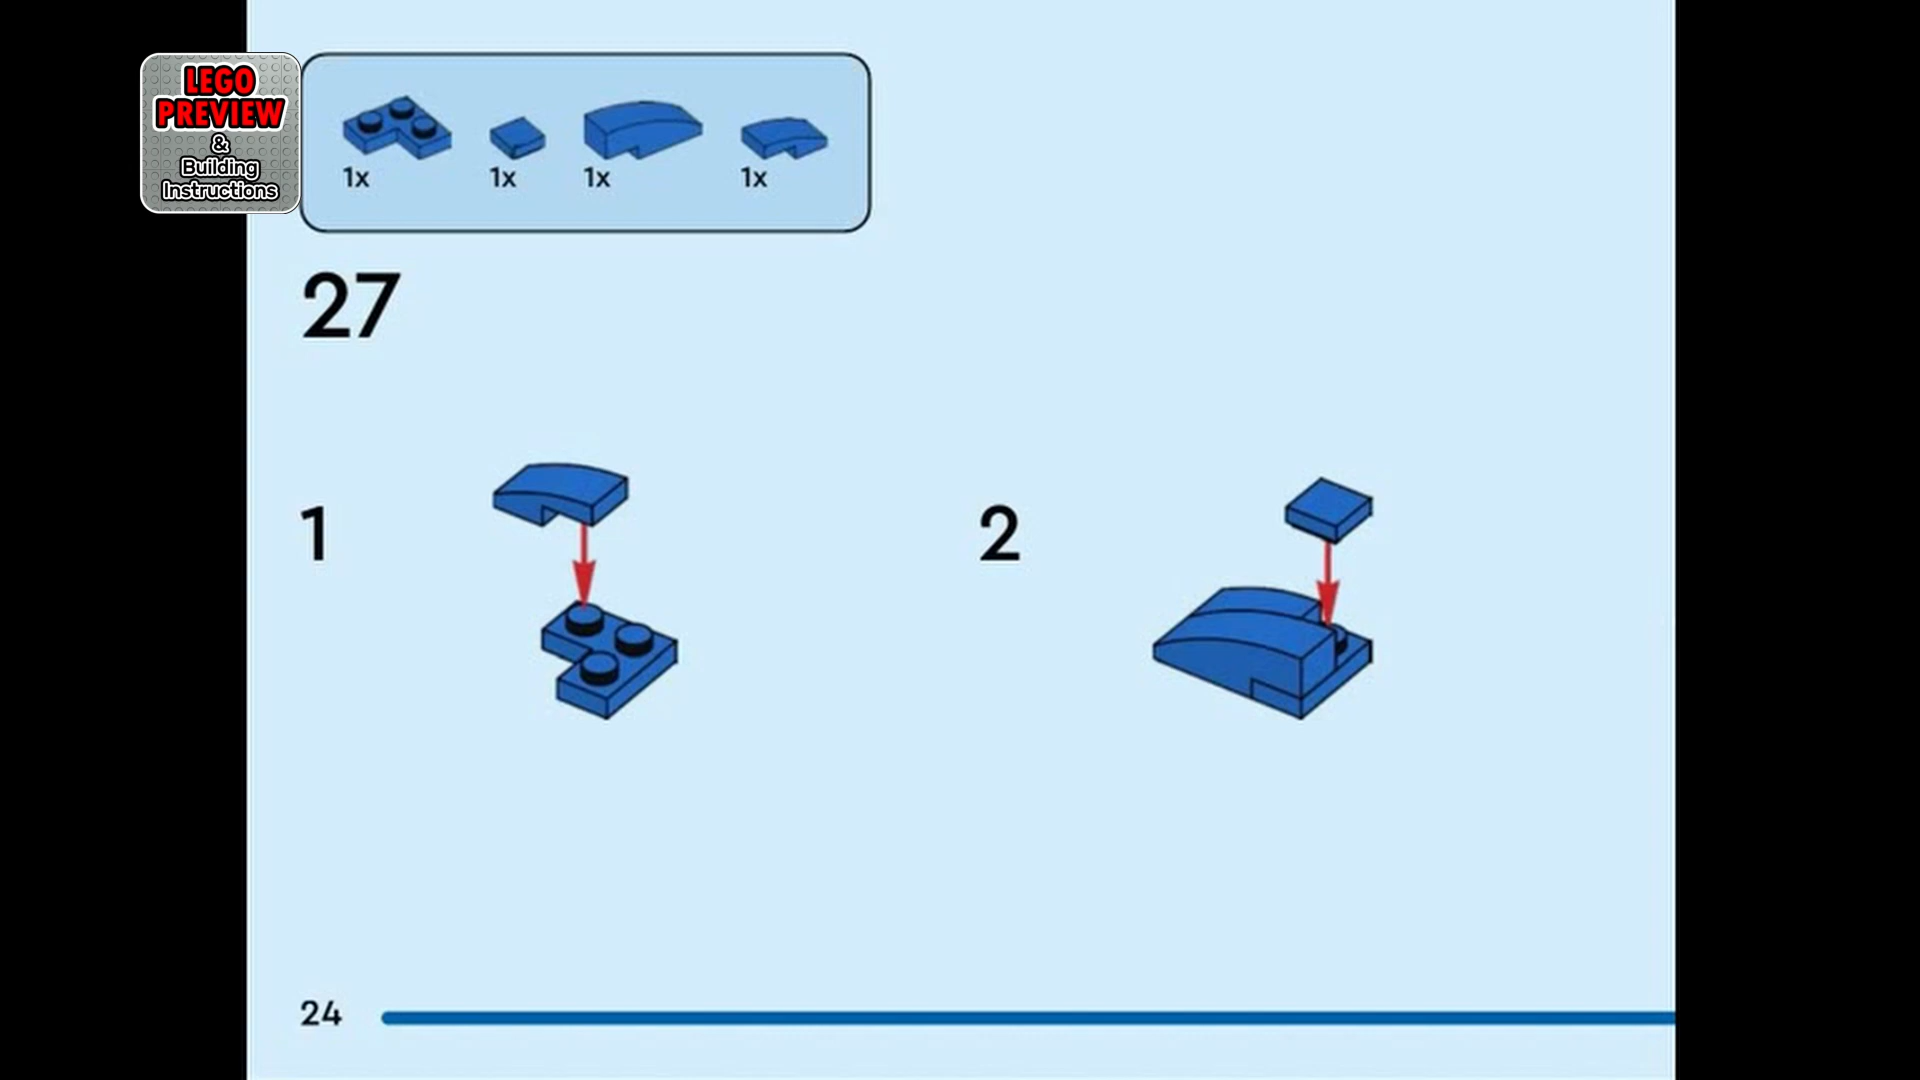 LEGO
PREVIEW
&
Building
Instructions
1x 1x 1x 1x
27
1 2
24